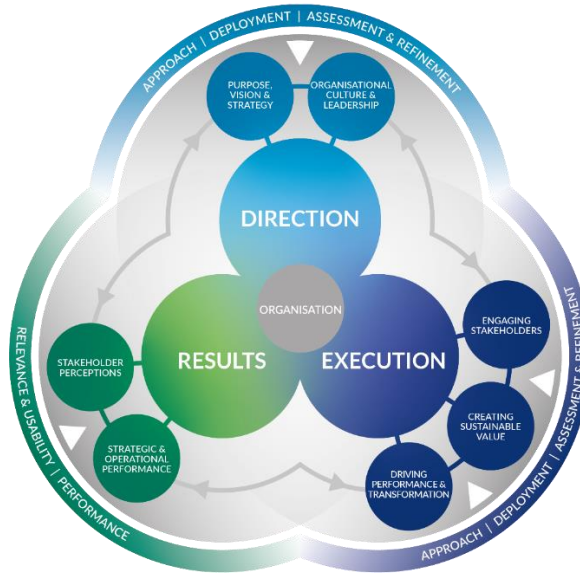 APPROACH | DEPLOYMENT | ASSESSMENT & REFINEMENT
PURPOSE,
VISION &
STRATEGY
ORGANISATIONAL
CULTURE &
LEADERSHIP
DIRECTION
ORGANISATION
RESULTS
EXECUTION
STAKEHOLDER
PERCEPTIONS
STRATEGIC &
OPERATIONAL
PERFORMANCE
ENGAGING
STAKEHOLDERS
CREATING
SUSTAINABLE
VALUE
DRIVING
PERFORMANCE &
TRANSFORMATION
RELEVANCE & USABILITY | PERFORMANCE
APPROACH | DEPLOYMENT | ASSESSMENT & REFINEMENT